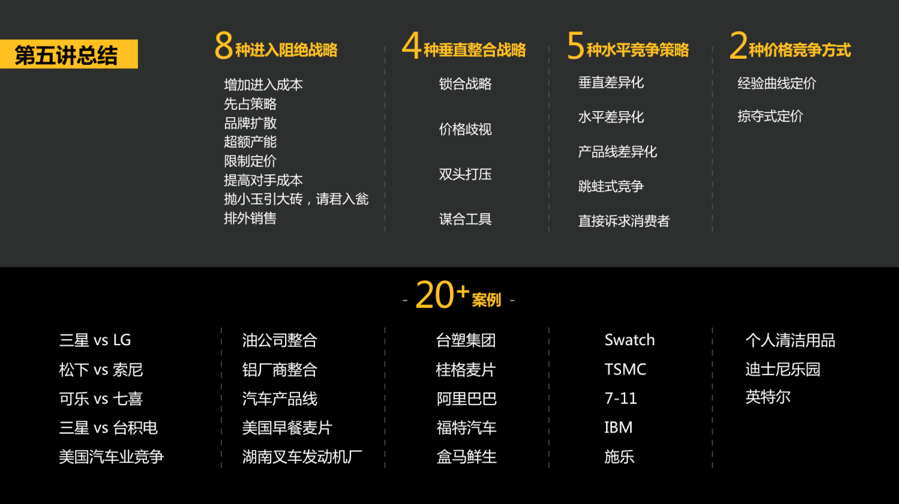 第五讲总结
8种进入阻绝战略
增加进入成本
先占策略
品牌扩散
超额产能
限制定价
提高对手成本
抛小玉引大砖，请君入瓮
排外销售
4种垂直整合战略
锁合战略
价格歧视
双头打压
谋合工具
5种水平竞争策略
垂直差异化
水平差异化
产品线差异化
跳蛙式竞争
直接诉求消费者
2种价格竞争方式
经验曲线定价
掠夺式定价
- 20+案例 -
三星 vs LG
松下 vs 索尼
可乐 vs 七喜
三星 vs 台积电
美国汽车业竞争
油公司整合
铝厂商整合
汽车产品线
美国早餐麦片
湖南叉车发动机厂
台塑集团
桂格麦片
阿里巴巴
福特汽车
盒马鲜生
Swatch
TSMC
7-11
IBM
施乐
个人清洁用品
迪士尼乐园
英特尔